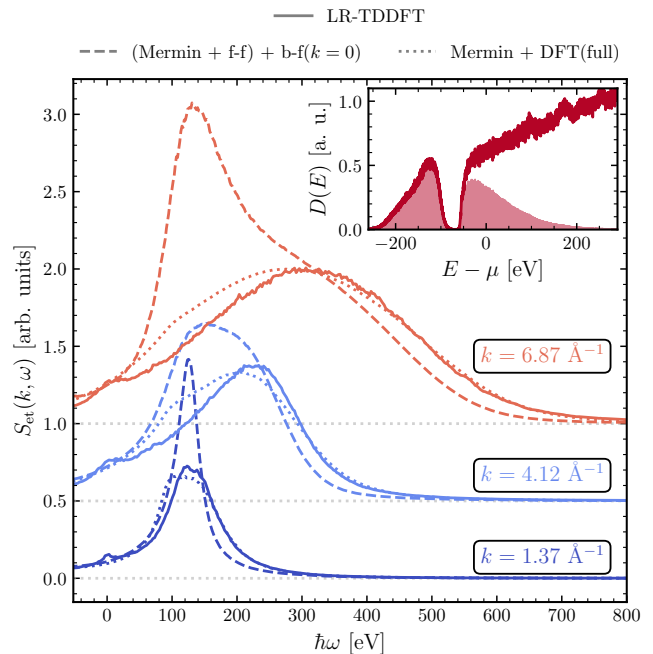 LR-TDDFT
(Mermin + f-f) + b-f(k = 0)
Mermin + DFT(full)
S_et(k, ω) [arb. units]
3.0
2.5
2.0
1.5
1.0
0.5
0.0
D(E) [a. u.]
1.0
0.5
0.0
−200 0 200
E − μ [eV]
k = 6.87 Å⁻¹
k = 4.12 Å⁻¹
k = 1.37 Å⁻¹
0 100 200 300 400 500 600 700 800
ℏω [eV]